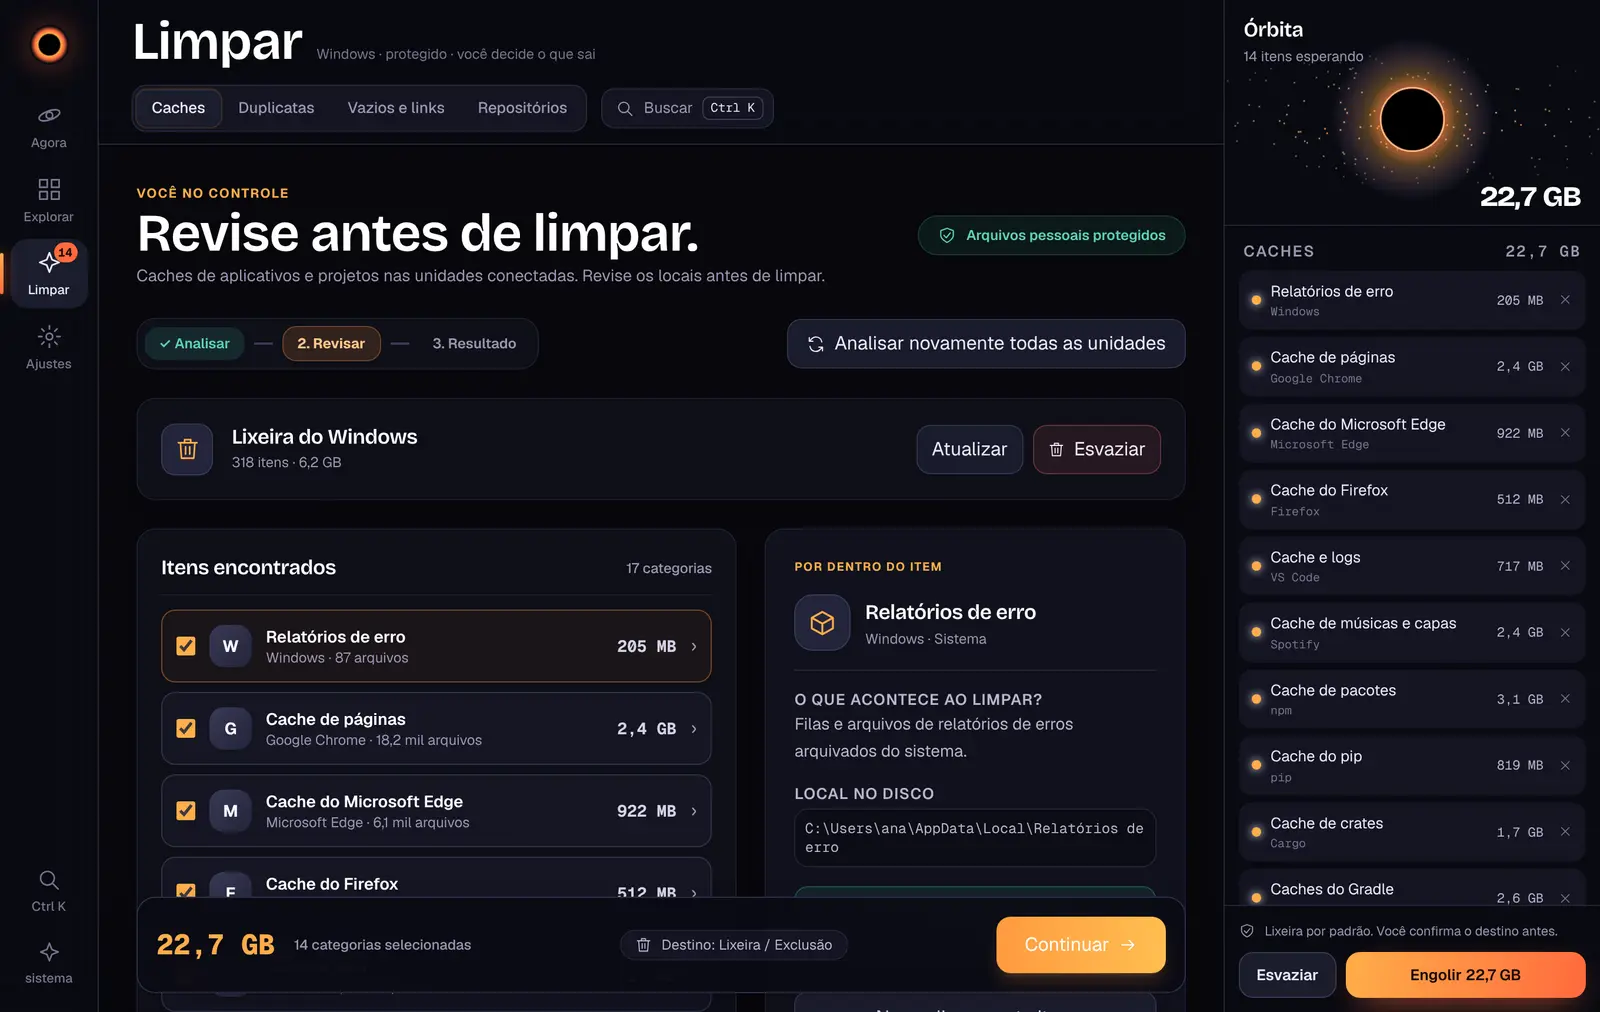 Agora
Explorar
14
Limpar
Ajustes
Ctrl K
sistema
Limpar
Windows · protegido · você decide o que sai
Caches
Duplicatas
Vazios e links
Repositórios
Buscar
Ctrl K
VOCÊ NO CONTROLE
Revise antes de limpar.
Caches de aplicativos e projetos nas unidades conectadas. Revise os locais antes de limpar.
Arquivos pessoais protegidos
Analisar
2. Revisar
3. Resultado
Analisar novamente todas as unidades
Lixeira do Windows
318 itens · 6,2 GB
Atualizar
Esvaziar
Itens encontrados
17 categorias
W
Relatórios de erro
Windows · 87 arquivos
205 MB
G
Cache de páginas
Google Chrome · 18,2 mil arquivos
2,4 GB
M
Cache do Microsoft Edge
Microsoft Edge · 6,1 mil arquivos
922 MB
F
Cache do Firefox
512 MB
POR DENTRO DO ITEM
Relatórios de erro
Windows · Sistema
O QUE ACONTECE AO LIMPAR?
Filas e arquivos de relatórios de erros
arquivados do sistema.
LOCAL NO DISCO
C:\Users\ana\AppData\Local\Relatórios de
erro
22,7 GB
14 categorias selecionadas
Destino: Lixeira / Exclusão
Continuar →
Órbita
14 itens esperando
22,7 GB
CACHES
22,7 GB
Relatórios de erro
Windows
205 MB
Cache de páginas
Google Chrome
2,4 GB
Cache do Microsoft Edge
Microsoft Edge
922 MB
Cache do Firefox
Firefox
512 MB
Cache e logs
VS Code
717 MB
Cache de músicas e capas
Spotify
2,4 GB
Cache de pacotes
npm
3,1 GB
Cache do pip
pip
819 MB
Cache de crates
Cargo
1,7 GB
Caches do Gradle
2,6 GB
Lixeira por padrão. Você confirma o destino antes.
Esvaziar
Engolir 22,7 GB